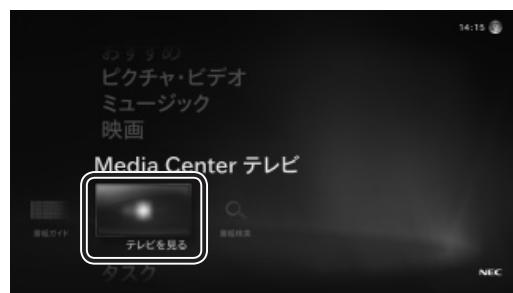 14:15
おすすめ
ピクチャ・ビデオ
ミュージック
映画
Media Center テレビ
番組ガイド
テレビを見る
番組検索
タスク
NEC